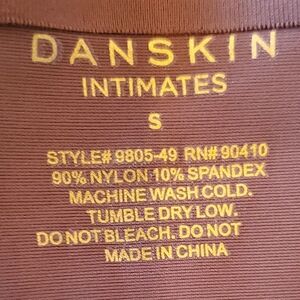 DANSKIN
INTIMATES
S
STYLE# 9805-49 RN# 90410
90% NYLON 10% SPANDEX
MACHINE WASH COLD.
TUMBLE DRY LOW.
DO NOT BLEACH. DO NOT
MADE IN CHINA